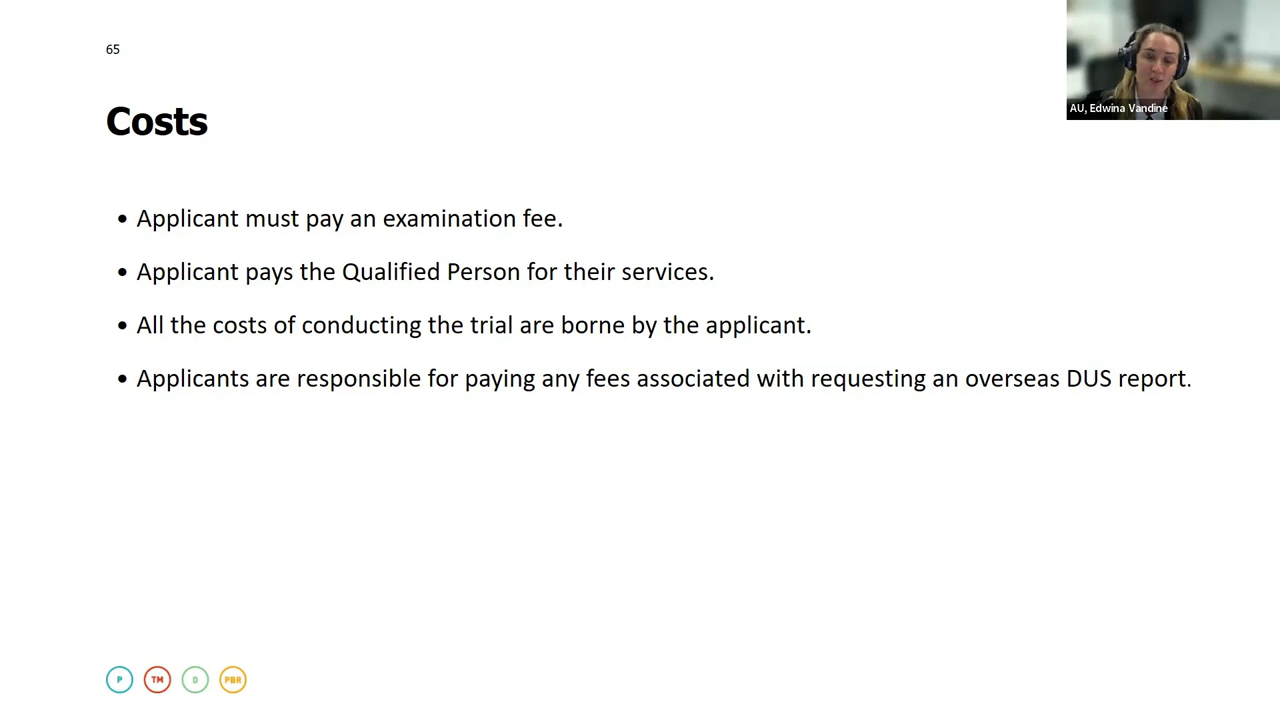 65
AU, Edwina Vandine
Costs
• Applicant must pay an examination fee.
• Applicant pays the Qualified Person for their services.
• All the costs of conducting the trial are borne by the applicant.
• Applicants are responsible for paying any fees associated with requesting an overseas DUS report.
P TM D PBR